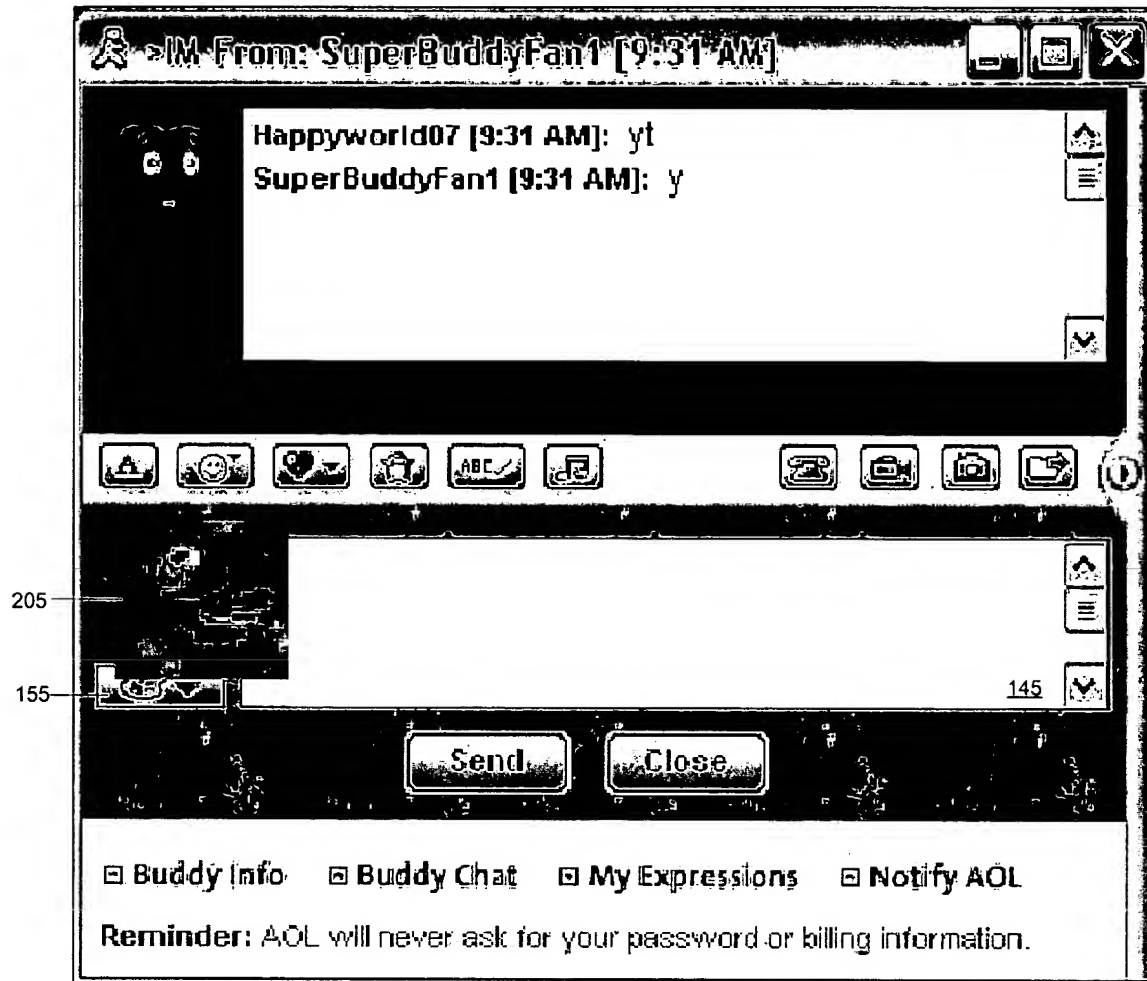 >IM From: SuperBuddyFan1 [9:31 AM]
Happyworld07 [9:31 AM]: yt
SuperBuddyFan1 [9:31 AM]: y
A
ABC
205
155
145
Send
Close
Buddy Info Buddy Chat My Expressions Notify AOL
Reminder: AOL will never ask for your password or billing information.